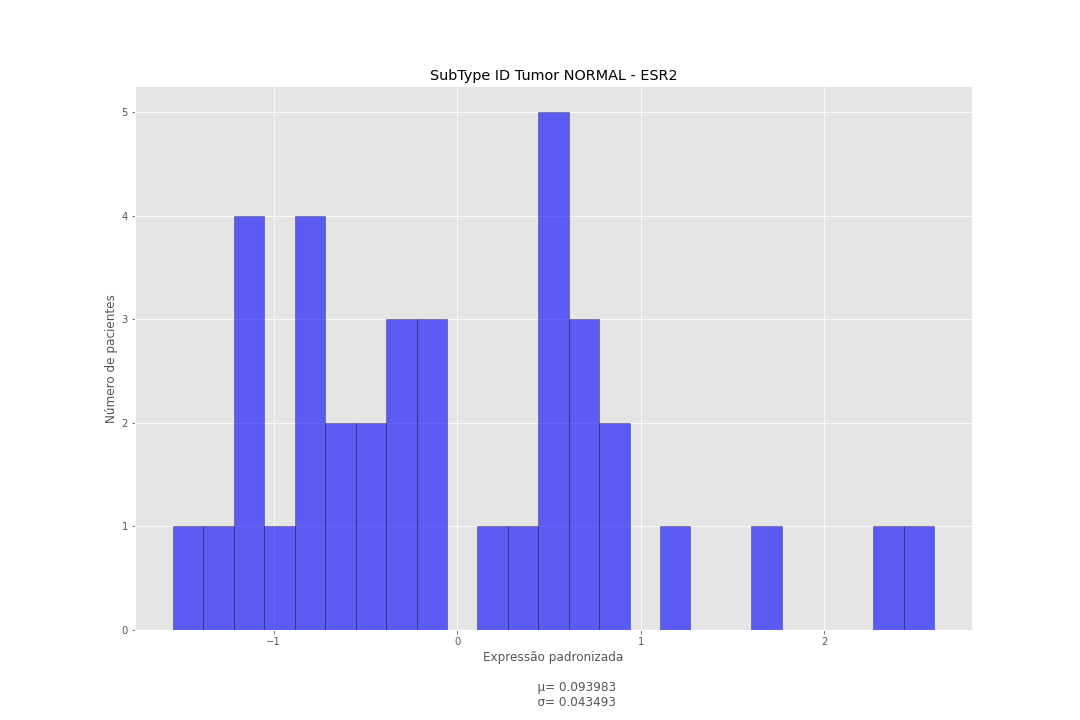 SubType ID Tumor NORMAL - ESR2
5
4
3
2
1
0
Número de pacientes
−1
0
1
2
Expressão padronizada
μ= 0.093983
σ= 0.043493